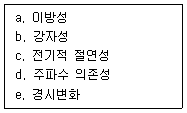 a. 이방성
b. 강자성
c. 전기적 절연성
d. 주파수 의존성
e. 경시변화